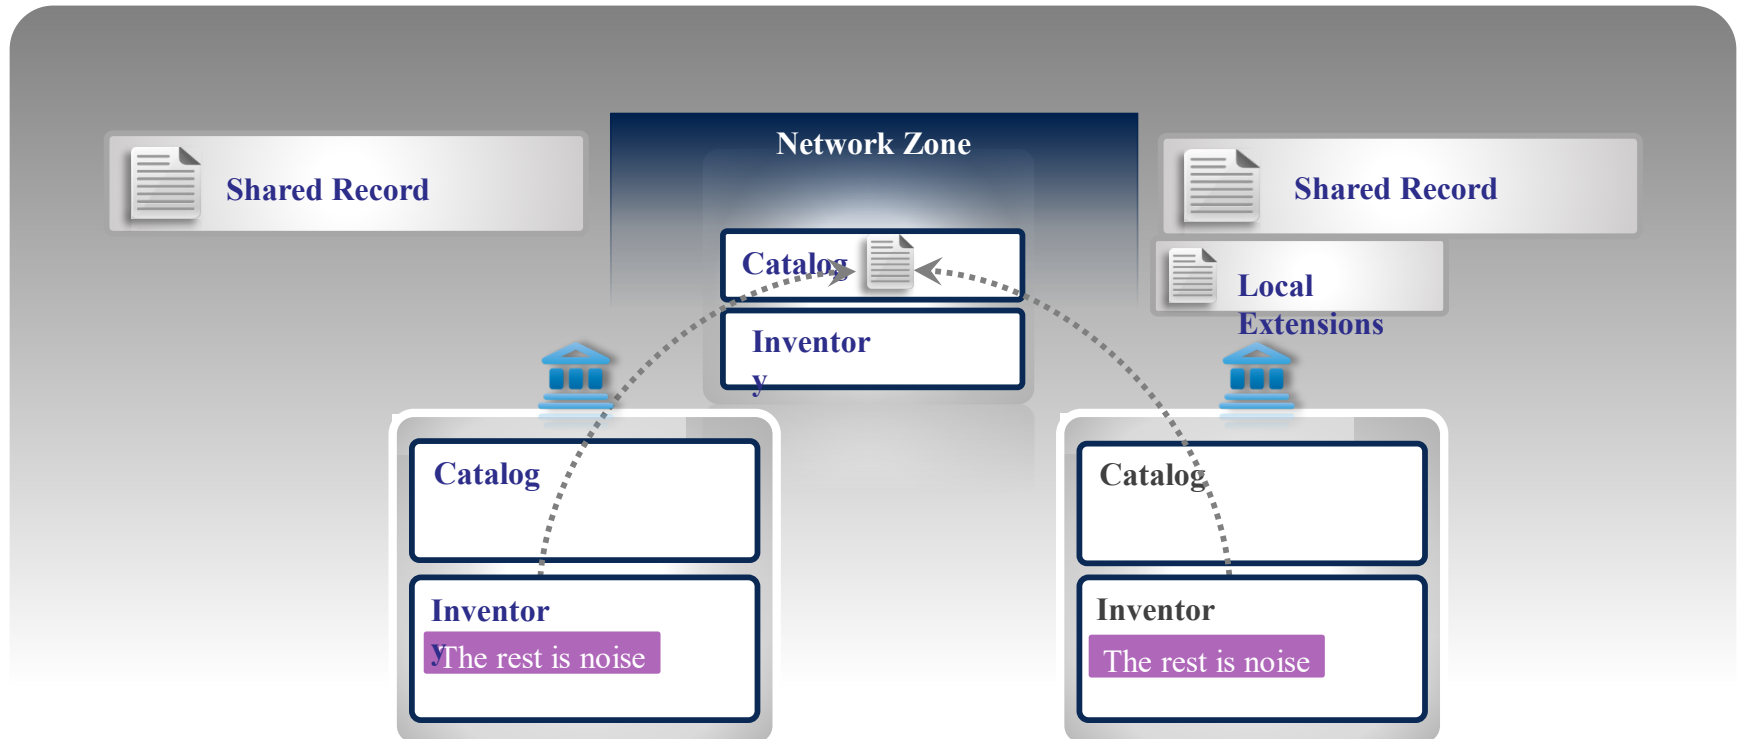 Network Zone
Shared Record
Shared Record
Catalog
Local
Extensions
Inventor
y
Catalog
Inventor
y
The rest is noise
Catalog
Inventor
The rest is noise